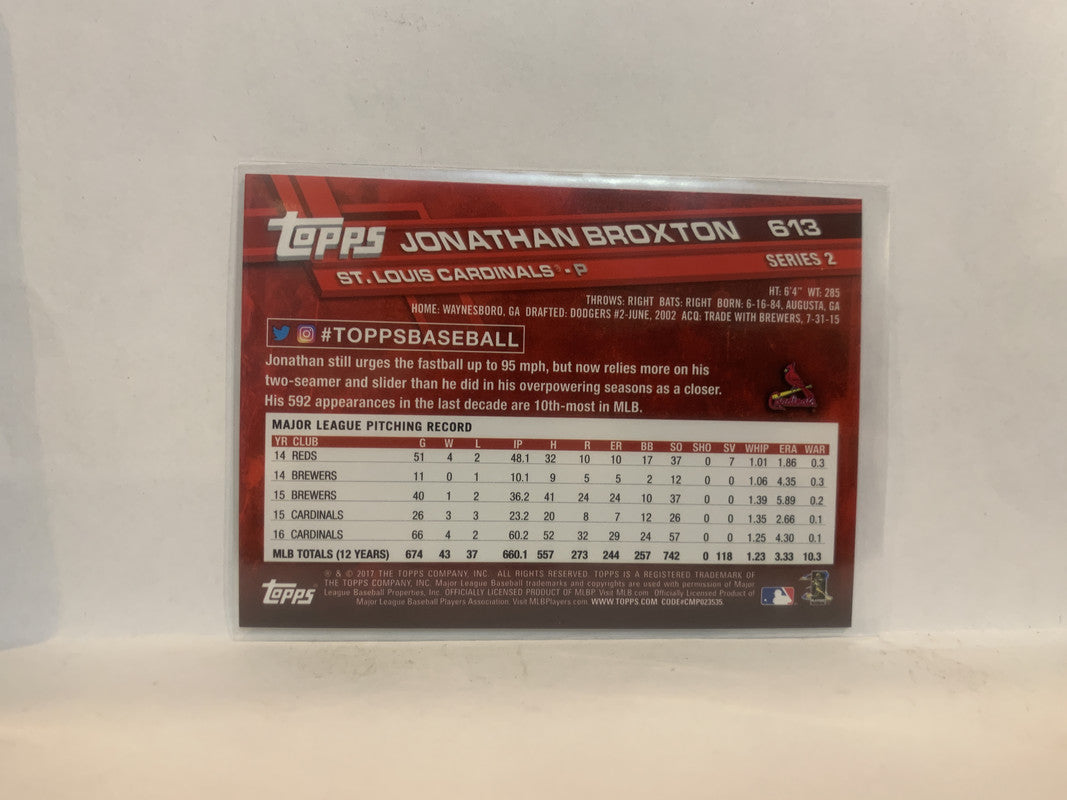 topps JONATHAN BROXTON 613
ST. LOUIS CARDINALS® - P SERIES 2
HT: 6'4" WT: 285
THROWS: RIGHT BATS: RIGHT BORN: 6-16-84, AUGUSTA, GA
HOME: WAYNESBORO, GA DRAFTED: DODGERS #2-JUNE, 2002 ACQ: TRADE WITH BREWERS, 7-31-15
#TOPPSBASEBALL
Jonathan still urges the fastball up to 95 mph, but now relies more on his
two-seamer and slider than he did in his overpowering seasons as a closer.
His 592 appearances in the last decade are 10th-most in MLB.
Cardinals
MAJOR LEAGUE PITCHING RECORD
YR CLUB G W L IP H R ER BB SO SHO SV WHIP ERA WAR
14 REDS 51 4 2 48.1 32 10 10 17 37 0 7 1.01 1.86 0.3
14 BREWERS 11 0 1 10.1 9 5 5 2 12 0 0 1.06 4.35 0.3
15 BREWERS 40 1 2 36.2 41 24 24 10 37 0 0 1.39 5.89 0.2
15 CARDINALS 26 3 3 23.2 20 8 7 12 26 0 0 1.35 2.66 0.1
16 CARDINALS 66 4 2 60.2 52 32 29 24 57 0 0 1.25 4.30 0.1
MLB TOTALS (12 YEARS) 674 43 37 660.1 557 273 244 257 742 0 118 1.23 3.33 10.3
® & © 2017 THE TOPPS COMPANY, INC. ALL RIGHTS RESERVED. TOPPS IS A REGISTERED TRADEMARK OF
THE TOPPS COMPANY, INC. Major League Baseball trademarks and copyrights are used with permission of Major
League Baseball Properties, Inc. OFFICIALLY LICENSED PRODUCT OF MLBP Visit MLB.com Officially Licensed Product of
Major League Baseball Players Association. Visit MLBPlayers.com WWW.TOPPS.COM CODE#CMP023535
topps